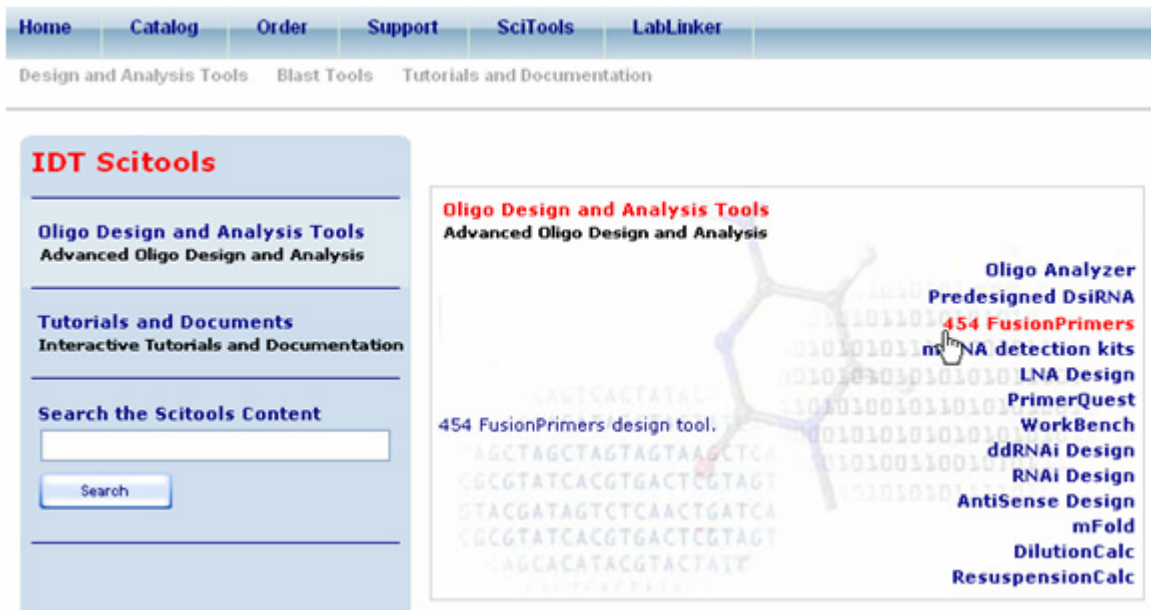 Home Catalog Order Support SciTools LabLinker
Design and Analysis Tools Blast Tools Tutorials and Documentation
IDT Scitools
Oligo Design and Analysis Tools
Advanced Oligo Design and Analysis
Tutorials and Documents
Interactive Tutorials and Documentation
Search the Scitools Content
Search
Oligo Design and Analysis Tools
Advanced Oligo Design and Analysis
Oligo Analyzer
Predesigned DsiRNA
454 FusionPrimers
detection kits
LNA Design
PrimerQuest
454 FusionPrimers design tool.
WorkBench
ddRNAi Design
RNAi Design
AntiSense Design
mFold
DilutionCalc
ResuspensionCalc